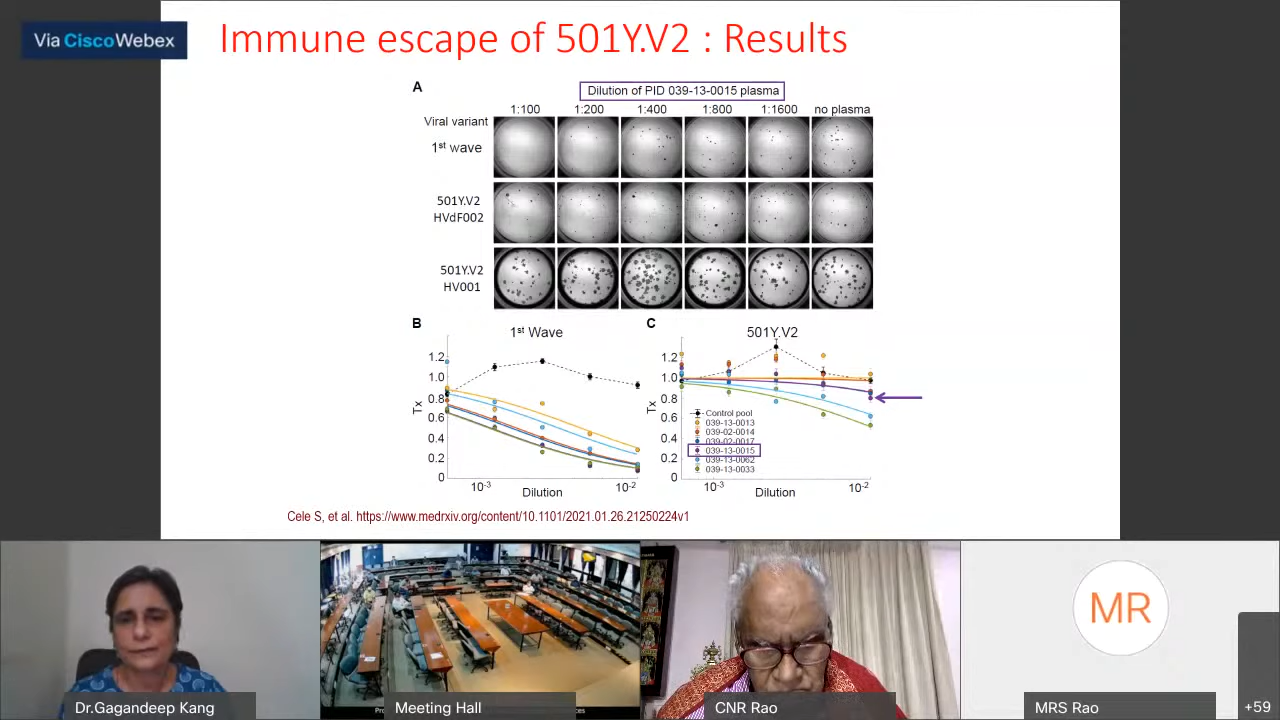 Via Cisco Webex
Immune escape of 501Y.V2 : Results
A
Dilution of PID 039-13-0015 plasma
1:100 1:200 1:400 1:800 1:1600 no plasma
Viral variant
1st wave
501Y.V2
HVdF002
501Y.V2
HV001
B
1st Wave
1.2
1.0
0.8
0.6
0.4
0.2
0
Tx
10-3
10-2
Dilution
C
501Y.V2
1.2
1.0
0.8
0.6
0.4
0.2
0
Tx
Control pool
039-13-0013
039-02-0014
039-02-0017
039-13-0015
039-13-0062
039-13-0033
10-3
10-2
Dilution
Cele S, et al. https://www.medrxiv.org/content/10.1101/2021.01.26.21250224v1
MR
Dr.Gagandeep Kang
Meeting Hall
CNR Rao
MRS Rao
+59